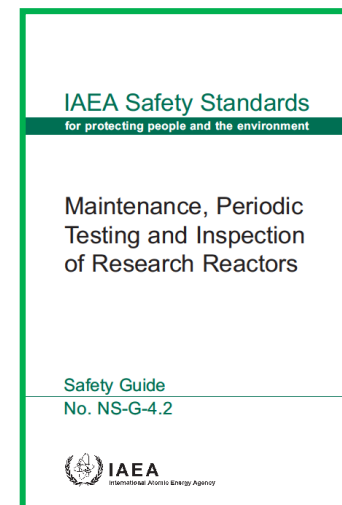 IAEA Safety Standards
for protecting people and the environment
Maintenance, Periodic
Testing and Inspection
of Research Reactors
Safety Guide
No. NS-G-4.2
IAEA
International Atomic Energy Agency